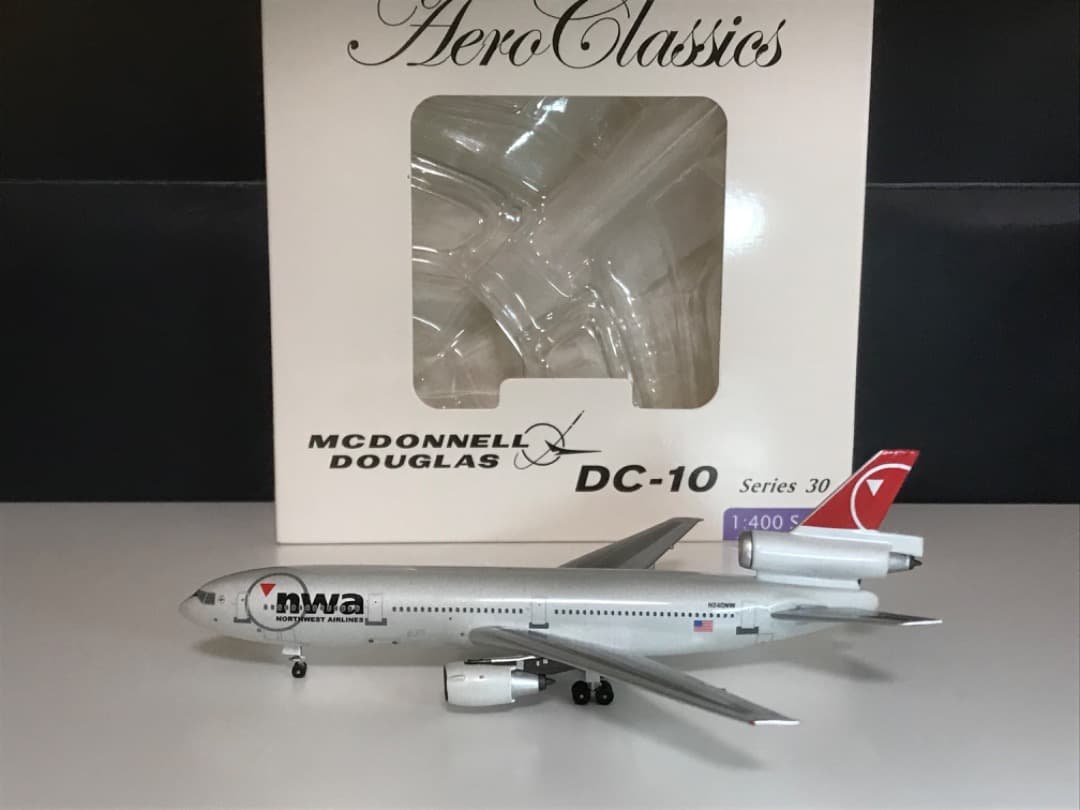 AeroClassics
MCDONNELL
DOUGLAS
DC-10 Series 30
1:400 S
nwa
NORTHWEST AIRLINES